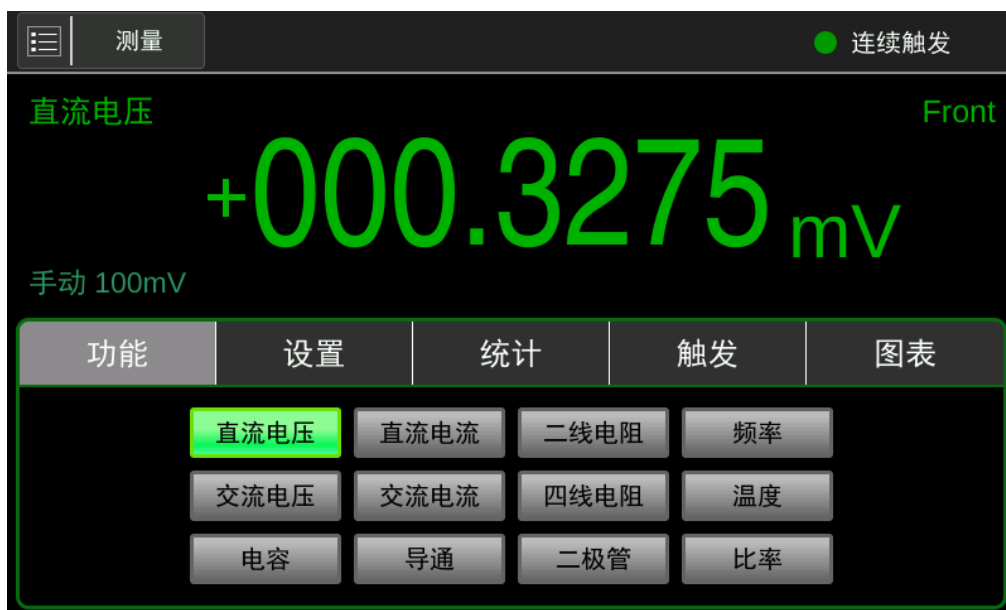 测量 连续触发
直流电压 Front
+000.3275 mV
手动 100mV
功能 设置 统计 触发 图表
直流电压 直流电流 二线电阻 频率
交流电压 交流电流 四线电阻 温度
电容 导通 二极管 比率